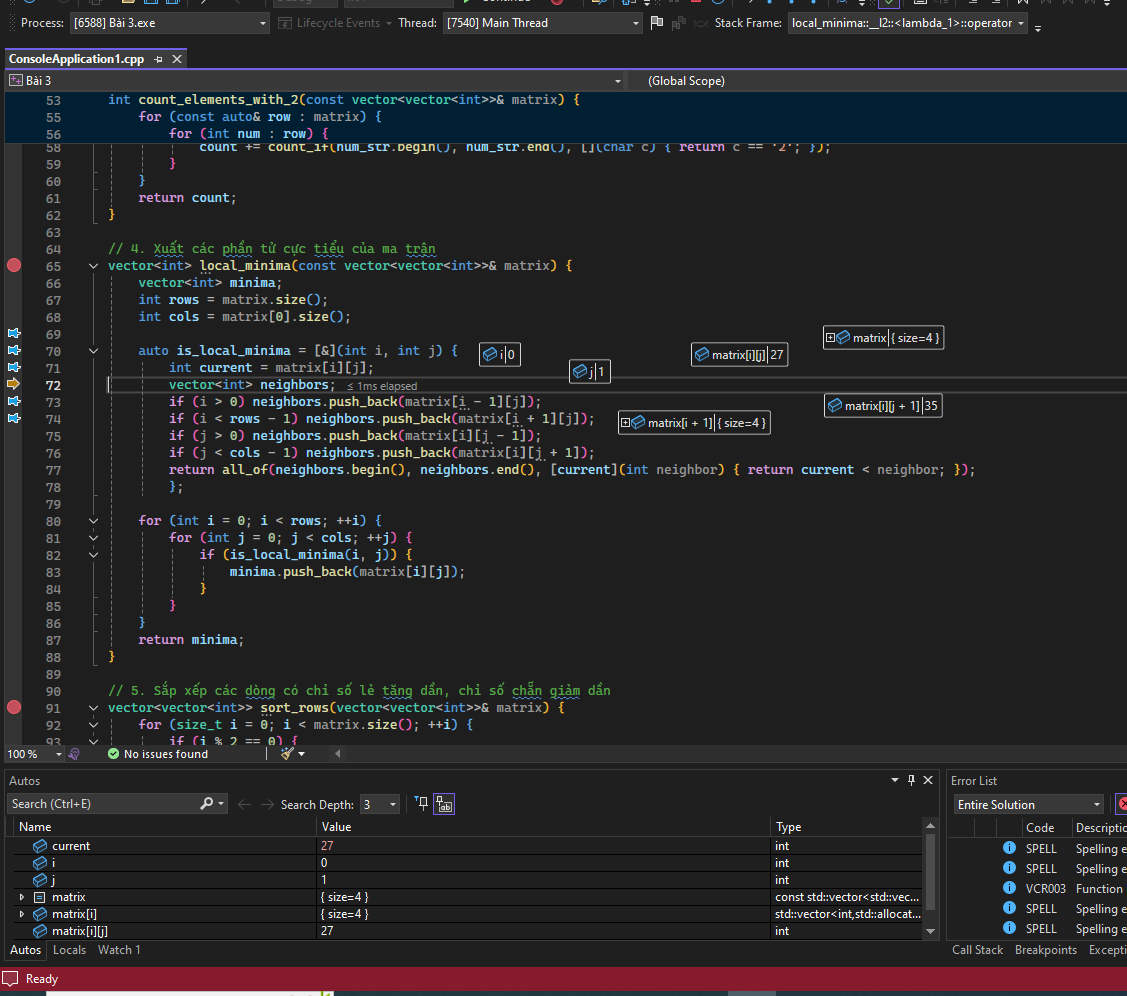 Process: [6588] Bài 3.exe Lifecycle Events Thread: [7540] Main Thread Stack Frame: local_minima::__l2::<lambda_1>::operator
ConsoleApplication1.cpp
Bài 3 (Global Scope)
53 int count_elements_with_2(const vector<vector<int>>& matrix) {
55 for (const auto& row : matrix) {
56 for (int num : row) {
58 count += count_if(num_str.begin(), num_str.end(), [](char c) { return c == '2'; });
59 }
60 }
61 return count;
62 }
63
64 // 4. Xuất các phần tử cực tiểu của ma trận
65 vector<int> local_minima(const vector<vector<int>>& matrix) {
66 vector<int> minima;
67 int rows = matrix.size();
68 int cols = matrix[0].size();
69
70 auto is_local_minima = [&](int i, int j) {
71 int current = matrix[i][j];
72 vector<int> neighbors; ≤ 1ms elapsed
73 if (i > 0) neighbors.push_back(matrix[i - 1][j]);
74 if (i < rows - 1) neighbors.push_back(matrix[i + 1][j]);
75 if (j > 0) neighbors.push_back(matrix[i][j - 1]);
76 if (j < cols - 1) neighbors.push_back(matrix[i][j + 1]);
77 return all_of(neighbors.begin(), neighbors.end(), [current](int neighbor) { return current < neighbor; });
78 };
79
80 for (int i = 0; i < rows; ++i) {
81 for (int j = 0; j < cols; ++j) {
82 if (is_local_minima(i, j)) {
83 minima.push_back(matrix[i][j]);
84 }
85 }
86 }
87 return minima;
88 }
89
90 // 5. Sắp xếp các dòng có chỉ số lẻ tăng dần, chỉ số chẵn giảm dần
91 vector<vector<int>> sort_rows(vector<vector<int>>& matrix) {
92 for (size_t i = 0; i < matrix.size(); ++i) {
93 if (i % 2 == 0) {
matrix { size=4 }
i 0
matrix[i][j] 27
j 1
matrix[i][j + 1] 35
matrix[i + 1] { size=4 }
100 % No issues found
Autos
Search (Ctrl+E) Search Depth: 3
Name Value Type
current 27 int
i 0 int
j 1 int
matrix { size=4 } const std::vector<std::vec...
matrix[i] { size=4 } std::vector<int,std::allocat...
matrix[i][j] 27 int
Autos Locals Watch 1
Error List
Entire Solution
Code Descriptio
SPELL Spelling e
SPELL Spelling e
VCR003 Function
SPELL Spelling e
SPELL Spelling e
Call Stack Breakpoints Excepti
Ready